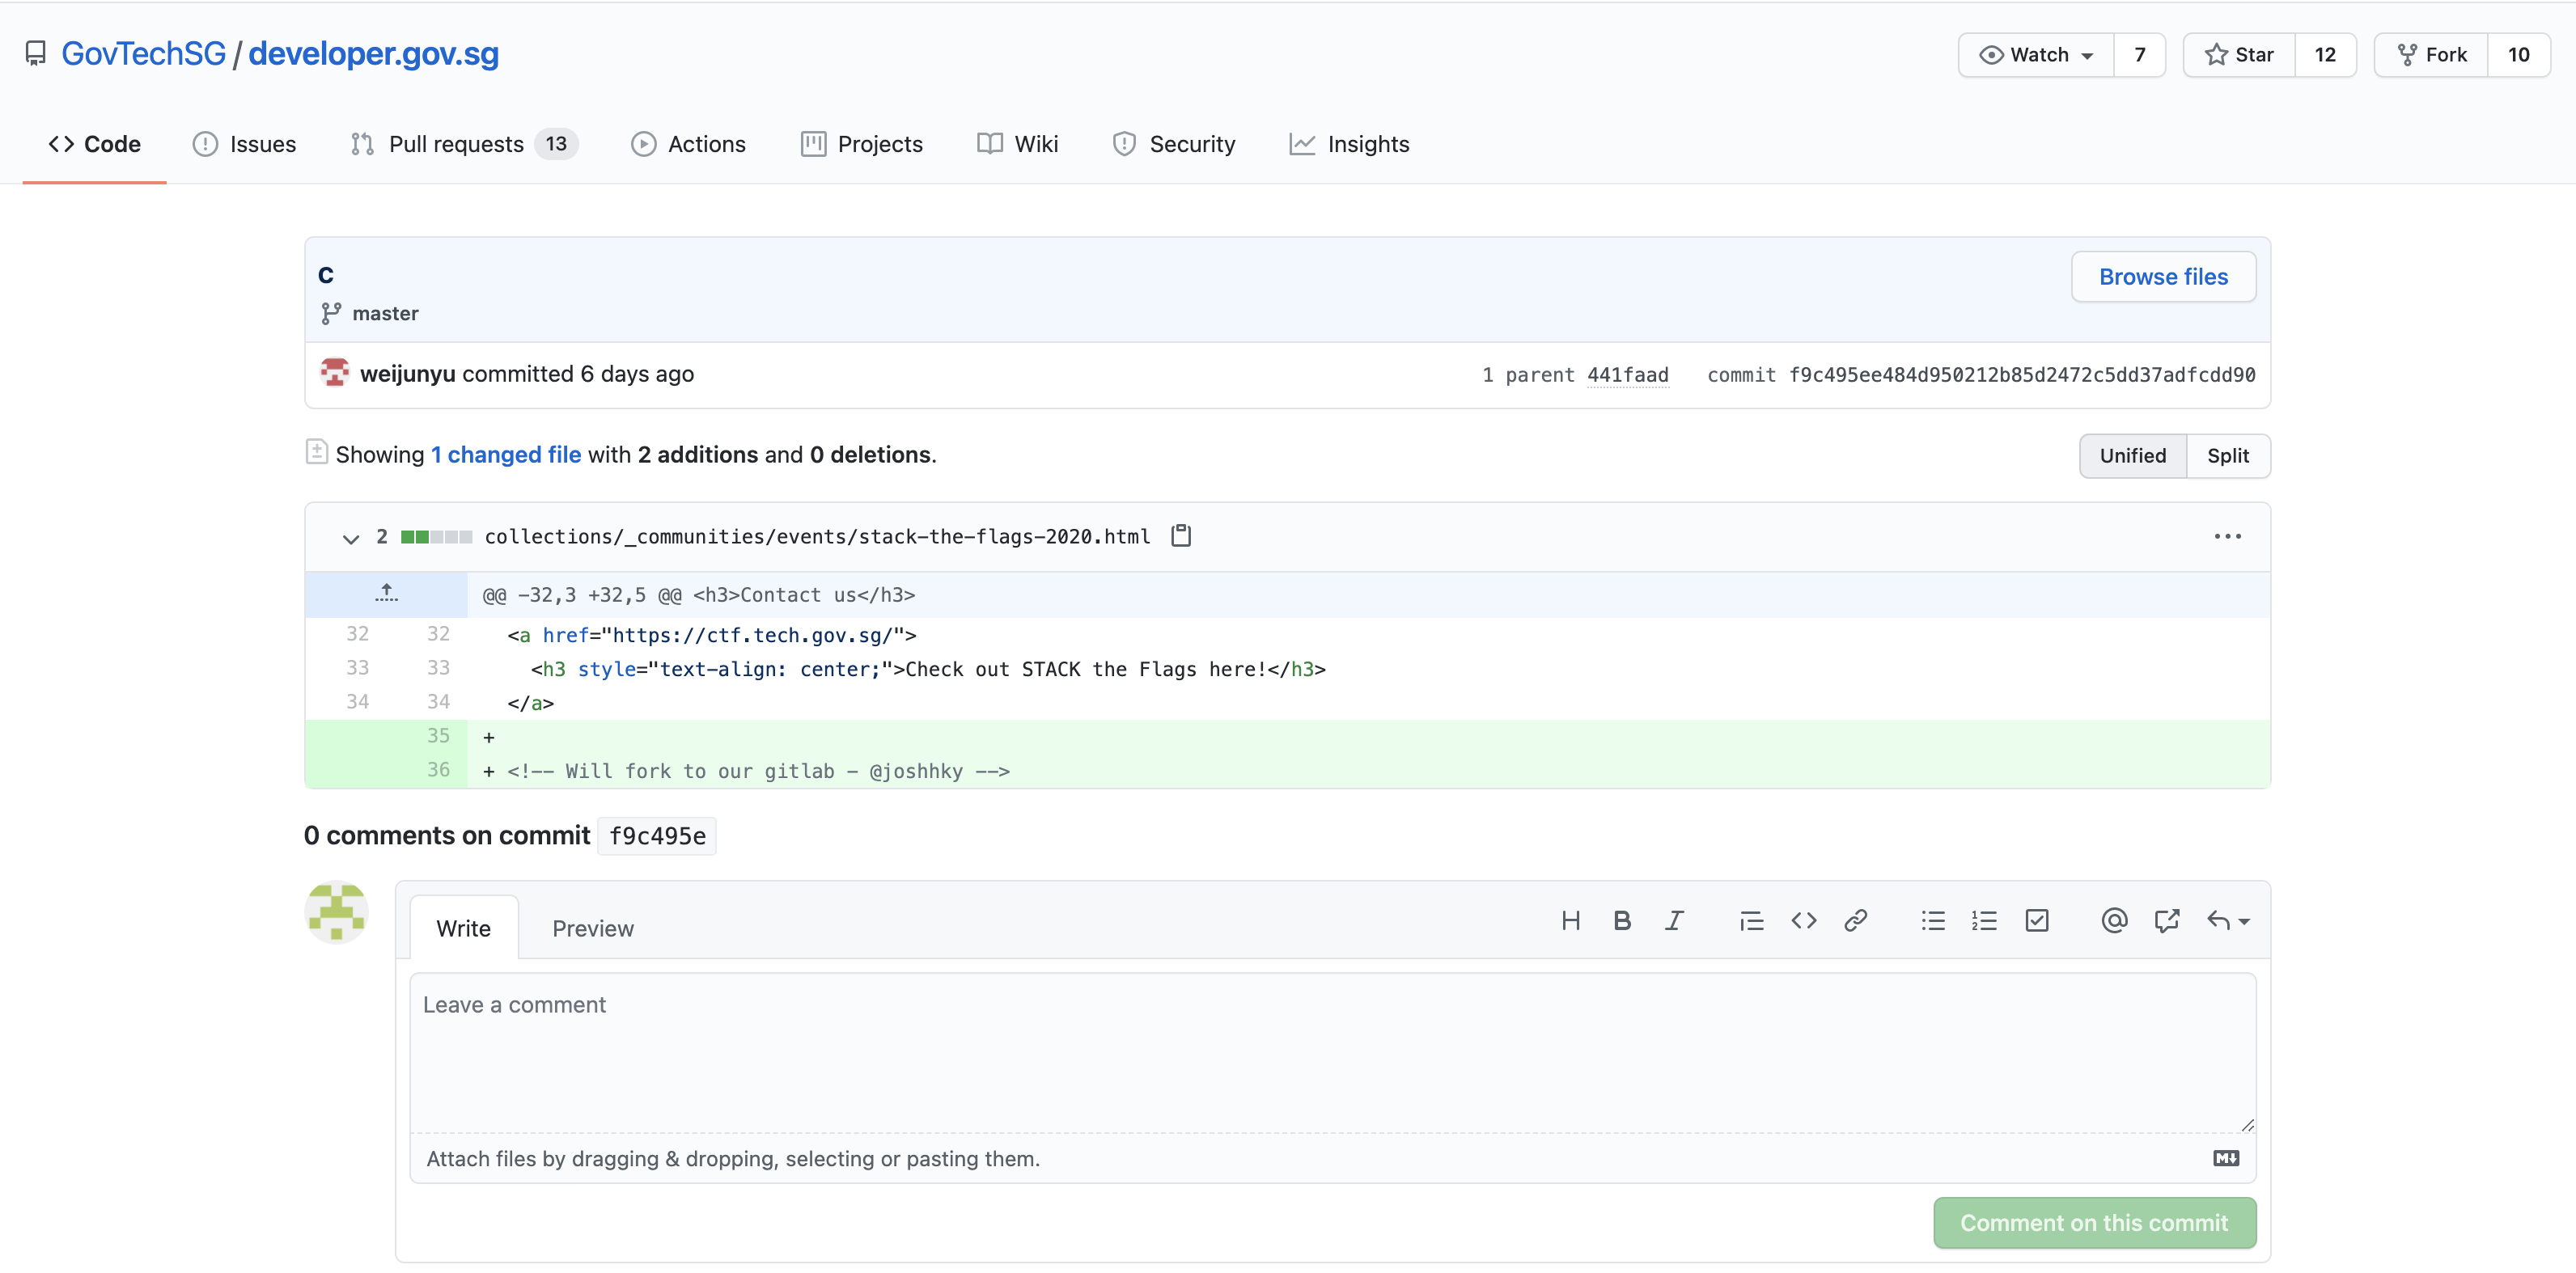 GovTechSG / developer.gov.sg
Watch 7 Star 12 Fork 10
Code Issues Pull requests 13 Actions Projects Wiki Security Insights
c
Browse files
master
weijunyu committed 6 days ago 1 parent 441faad commit f9c495ee484d950212b85d2472c5dd37adfcdd90
Showing 1 changed file with 2 additions and 0 deletions.
Unified Split
2 collections/_communities/events/stack-the-flags-2020.html
@@ -32,3 +32,5 @@ <h3>Contact us</h3>
32 32 <a href="https://ctf.tech.gov.sg/">
33 33 <h3 style="text-align: center;">Check out STACK the Flags here!</h3>
34 34 </a>
35 +
36 + <!-- Will fork to our gitlab - @joshhky -->
0 comments on commit f9c495e
Write Preview
Leave a comment
Attach files by dragging & dropping, selecting or pasting them.
Comment on this commit